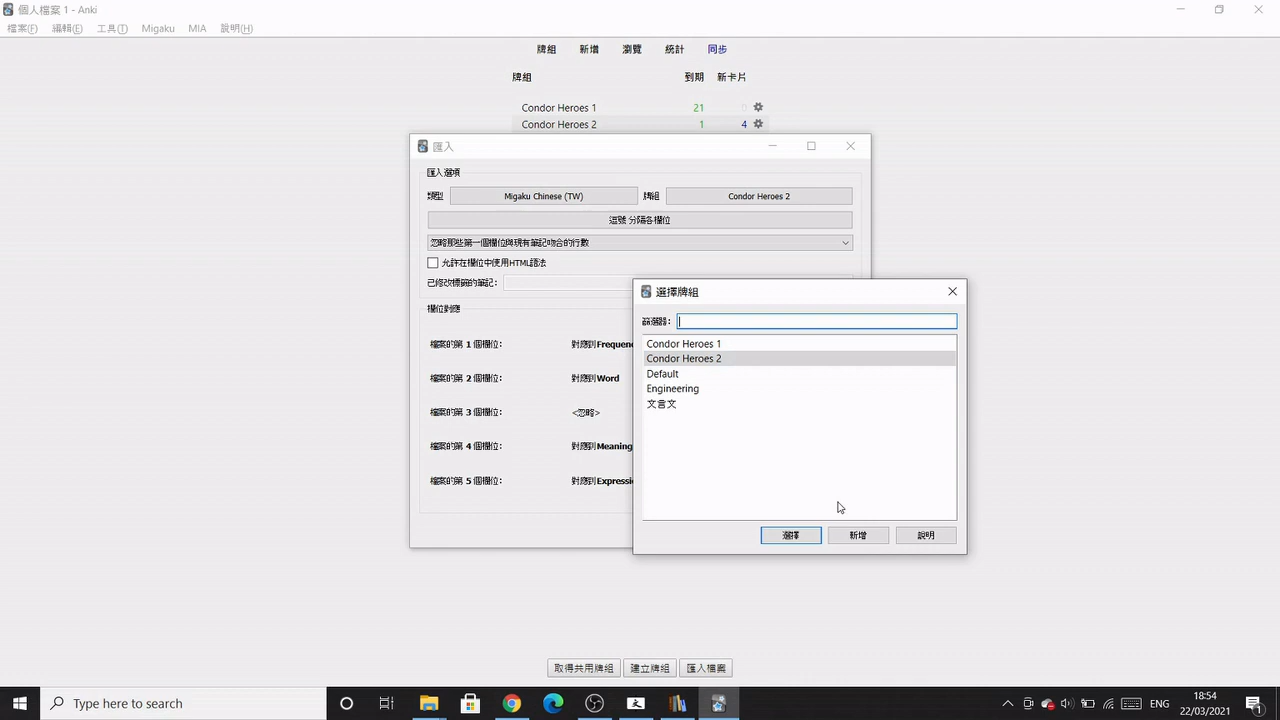 個人檔案 1 - Anki
檔案(F) 編輯(E) 工具(T) Migaku MIA 說明(H)
牌組 新增 瀏覽 統計 同步
牌組 到期 新卡片
Condor Heroes 1 21 0
Condor Heroes 2 1 4
匯入
匯入選項
類型 Migaku Chinese (TW) 牌組 Condor Heroes 2
逗號 分隔各欄位
忽略那些第一個欄位與現有筆記吻合的行數
允許在欄位中使用HTML語法
已修改標籤的筆記:
欄位對應
檔案的第 1 個欄位: 對應到Frequenc
檔案的第 2 個欄位: 對應到Word
檔案的第 3 個欄位: <忽略>
檔案的第 4 個欄位: 對應到Meaning
檔案的第 5 個欄位: 對應到Expressio
選擇牌組
篩選器:
Condor Heroes 1
Condor Heroes 2
Default
Engineering
文言文
選擇 新增 說明
取得共用牌組 建立牌組 匯入檔案
Type here to search
ENG
18:54
22/03/2021
1